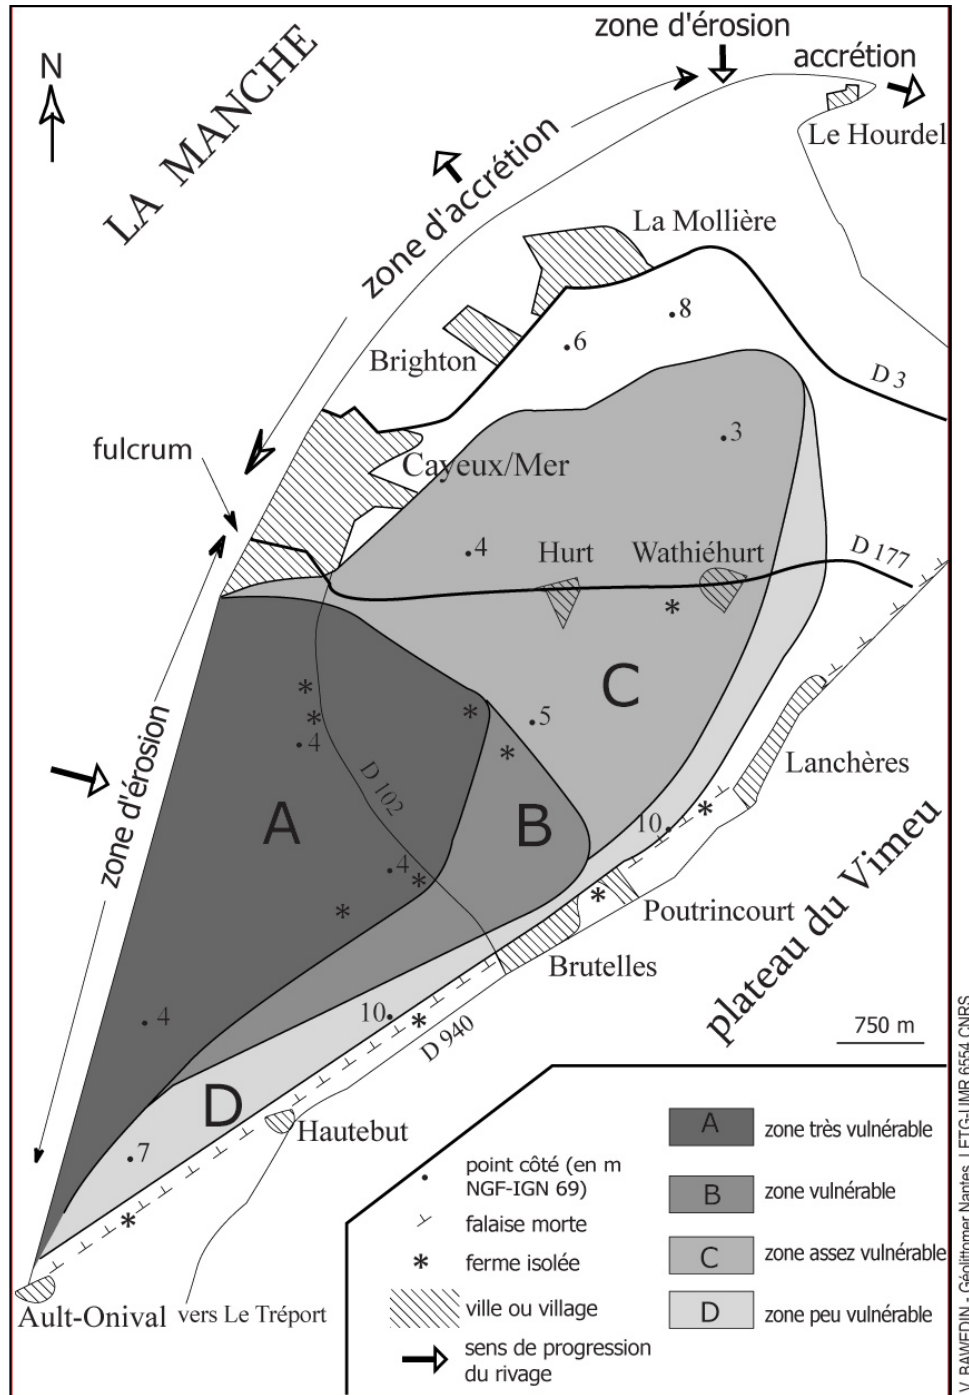 zone d'érosion
accrétion
N
LA MANCHE
Le Hourdel
zone d'accrétion
La Mollière
8
6
Brighton
D 3
3
fulcrum
Cayeux/Mer
4
Hurt
Wathiéhurt
D 177
C
5
4
Lanchères
zone d'érosion
D 102
A
B
10
4
Poutrincourt
plateau du Vimeu
Brutelles
4
10
D 940
750 m
D
Hautebut
7
Ault-Onival
vers Le Tréport
point côté (en m
NGF-IGN 69)
falaise morte
ferme isolée
ville ou village
sens de progression
du rivage
A
zone très vulnérable
B
zone vulnérable
C
zone assez vulnérable
D
zone peu vulnérable
V. BAWEDIN - Géolittomer Nantes, LETG-UMR 6554 CNRS